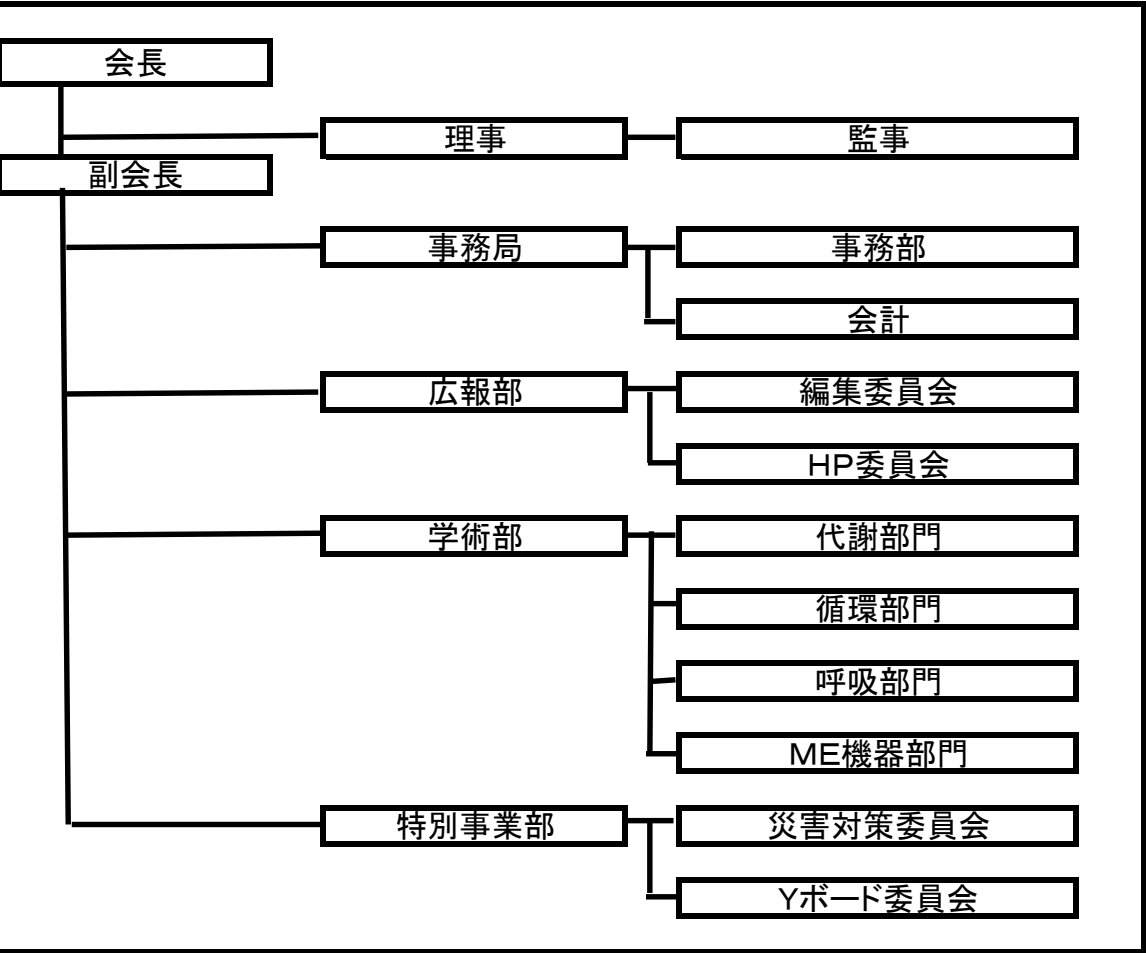 会長
理事
監事
副会長
事務局
事務部
会計
広報部
編集委員会
HP委員会
学術部
代謝部門
循環部門
呼吸部門
ME機器部門
特別事業部
災害対策委員会
Yボード委員会